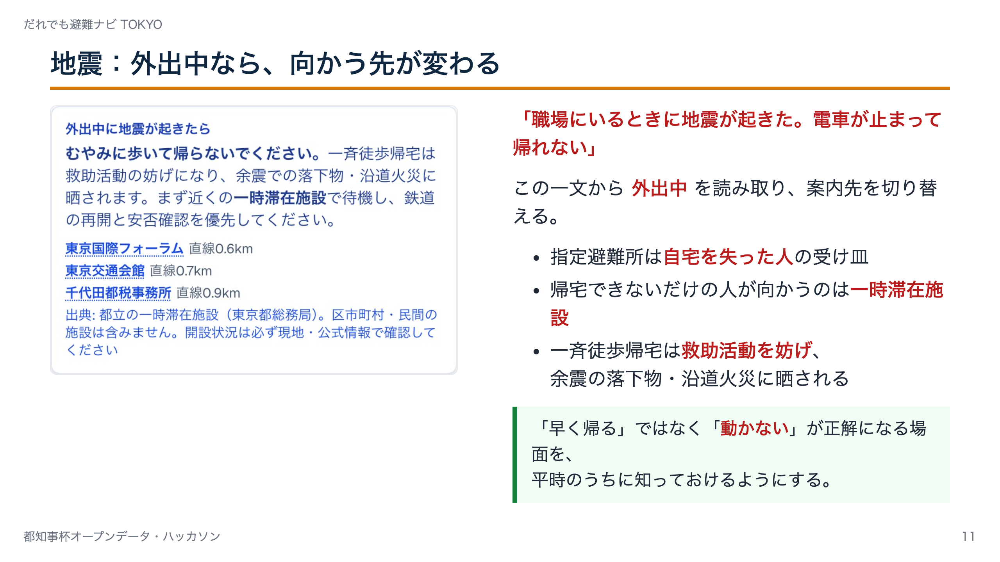 だれでも避難ナビ TOKYO
地震：外出中なら、向かう先が変わる
外出中に地震が起きたら
むやみに歩いて帰らないでください。一斉徒歩帰宅は
救助活動の妨げになり、余震での落下物・沿道火災に
晒されます。まず近くの一時滞在施設で待機し、鉄道
の再開と安否確認を優先してください。
東京国際フォーラム 直線0.6km
東京交通会館 直線0.7km
千代田都税事務所 直線0.9km
出典: 都立の一時滞在施設（東京都総務局）。区市町村・民間の
施設は含みません。開設状況は必ず現地・公式情報で確認して
ください
「職場にいるときに地震が起きた。電車が止まって
帰れない」
この一文から 外出中 を読み取り、案内先を切り替
える。
• 指定避難所は自宅を失った人の受け皿
• 帰宅できないだけの人が向かうのは一時滞在施
設
• 一斉徒歩帰宅は救助活動を妨げ、
余震の落下物・沿道火災に晒される
「早く帰る」ではなく「動かない」が正解になる場
面を、
平時のうちに知っておけるようにする。
都知事杯オープンデータ・ハッカソン
11